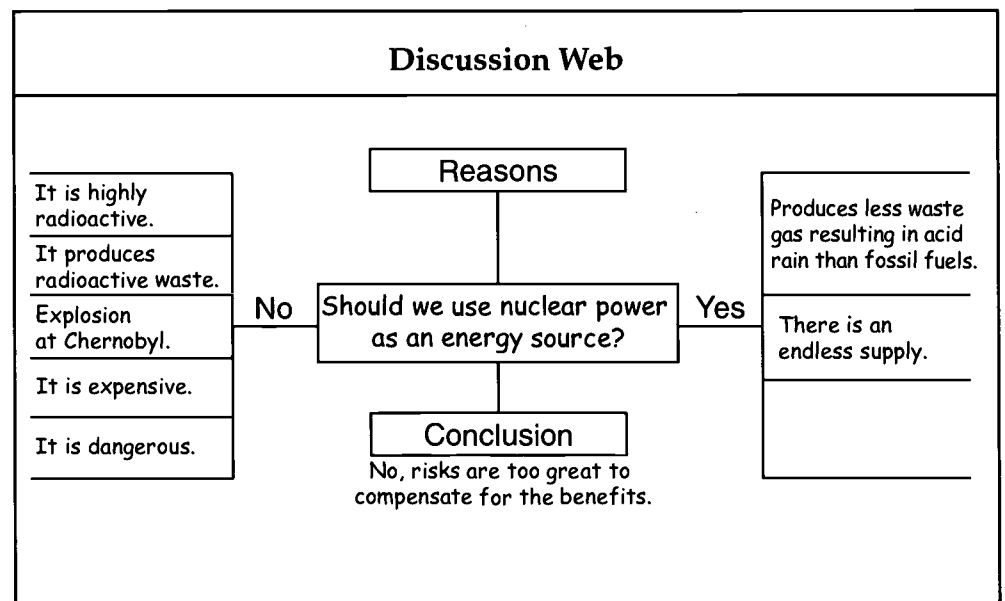 Discussion Web
Reasons
It is highly
radioactive.
It produces
radioactive waste.
Explosion
at Chernobyl.
It is expensive.
It is dangerous.
No
Should we use nuclear power
as an energy source?
Yes
Produces less waste
gas resulting in acid
rain than fossil fuels.
There is an
endless supply.
Conclusion
No, risks are too great to
compensate for the benefits.